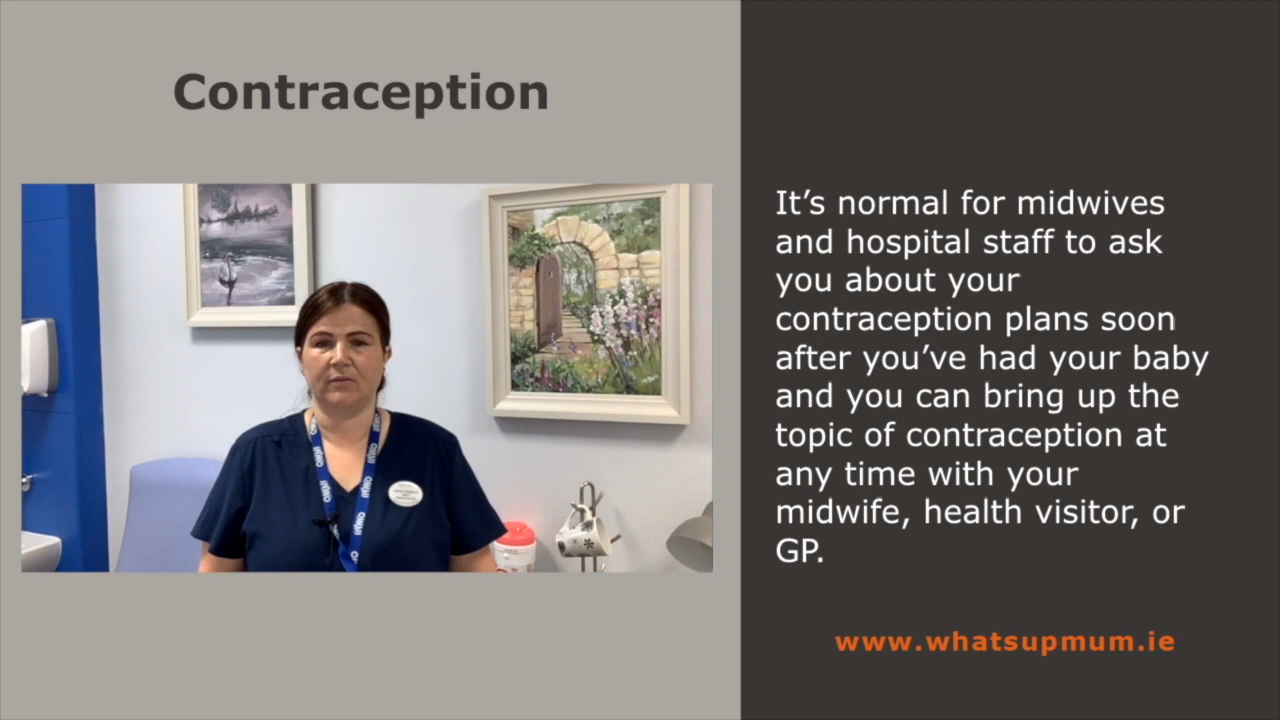 Contraception
It’s normal for midwives
and hospital staff to ask
you about your
contraception plans soon
after you’ve had your baby
and you can bring up the
topic of contraception at
any time with your
midwife, health visitor, or
GP.
www.whatsupmum.ie